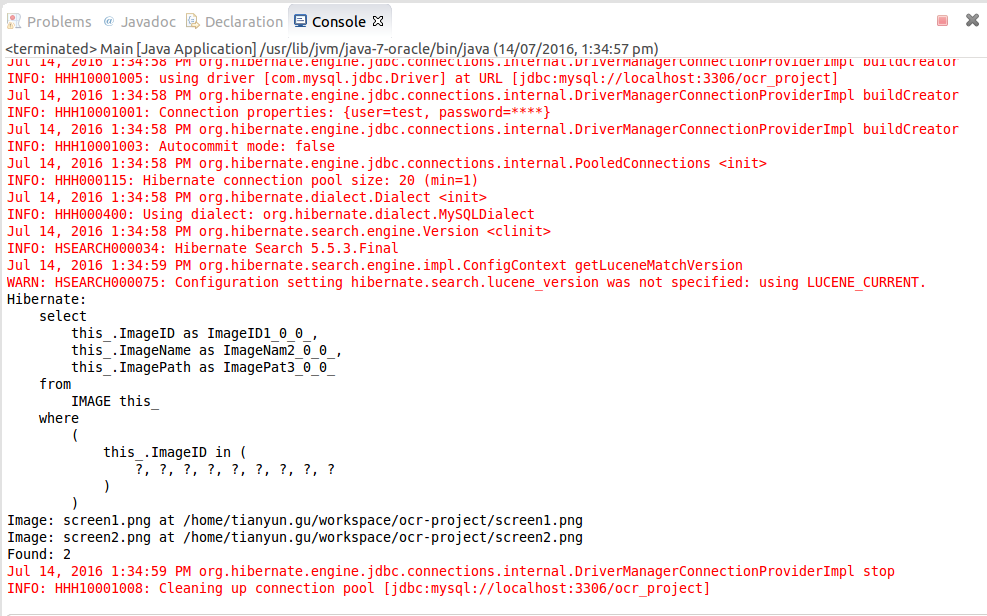 Problems @ Javadoc Declaration Console
<terminated> Main [Java Application] /usr/lib/jvm/java-7-oracle/bin/java (14/07/2016, 1:34:57 pm)
Jul 14, 2016 1:34:58 PM org.hibernate.engine.jdbc.connections.internal.DriverManagerConnectionProviderImpl buildCreator
INFO: HHH10001005: using driver [com.mysql.jdbc.Driver] at URL [jdbc:mysql://localhost:3306/ocr_project]
Jul 14, 2016 1:34:58 PM org.hibernate.engine.jdbc.connections.internal.DriverManagerConnectionProviderImpl buildCreator
INFO: HHH10001001: Connection properties: {user=test, password=****}
Jul 14, 2016 1:34:58 PM org.hibernate.engine.jdbc.connections.internal.DriverManagerConnectionProviderImpl buildCreator
INFO: HHH10001003: Autocommit mode: false
Jul 14, 2016 1:34:58 PM org.hibernate.engine.jdbc.connections.internal.PooledConnections <init>
INFO: HHH000115: Hibernate connection pool size: 20 (min=1)
Jul 14, 2016 1:34:58 PM org.hibernate.dialect.Dialect <init>
INFO: HHH000400: Using dialect: org.hibernate.dialect.MySQLDialect
Jul 14, 2016 1:34:58 PM org.hibernate.search.engine.Version <clinit>
INFO: HSEARCH000034: Hibernate Search 5.5.3.Final
Jul 14, 2016 1:34:59 PM org.hibernate.search.engine.impl.ConfigContext getLuceneMatchVersion
WARN: HSEARCH000075: Configuration setting hibernate.search.lucene_version was not specified: using LUCENE_CURRENT.
Hibernate:
    select
        this_.ImageID as ImageID1_0_0_,
        this_.ImageName as ImageNam2_0_0_,
        this_.ImagePath as ImagePat3_0_0_
    from
        IMAGE this_
    where
        (
            this_.ImageID in (
                ?, ?, ?, ?, ?, ?, ?, ?, ?
            )
        )
Image: screen1.png at /home/tianyun.gu/workspace/ocr-project/screen1.png
Image: screen2.png at /home/tianyun.gu/workspace/ocr-project/screen2.png
Found: 2
Jul 14, 2016 1:34:59 PM org.hibernate.engine.jdbc.connections.internal.DriverManagerConnectionProviderImpl stop
INFO: HHH10001008: Cleaning up connection pool [jdbc:mysql://localhost:3306/ocr_project]